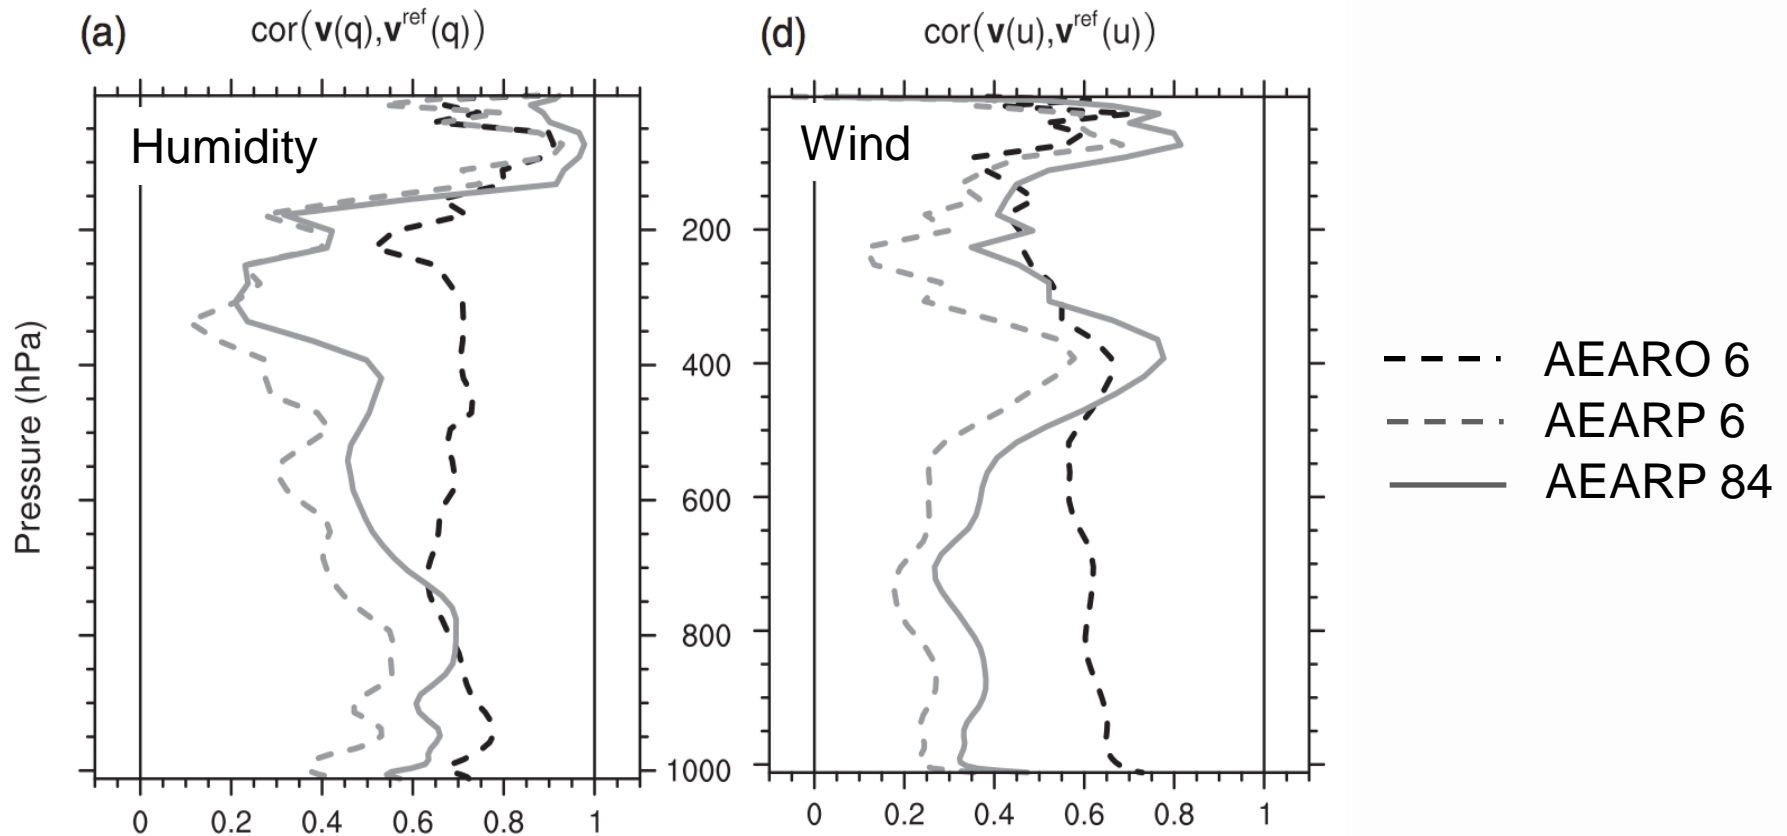 (a) cor(v(q),v^ref(q))
(d) cor(v(u),v^ref(u))
Humidity
Wind
Pressure (hPa)
200
400
600
800
1000
0 0.2 0.4 0.6 0.8 1
0 0.2 0.4 0.6 0.8 1
AEARO 6
AEARP 6
AEARP 84